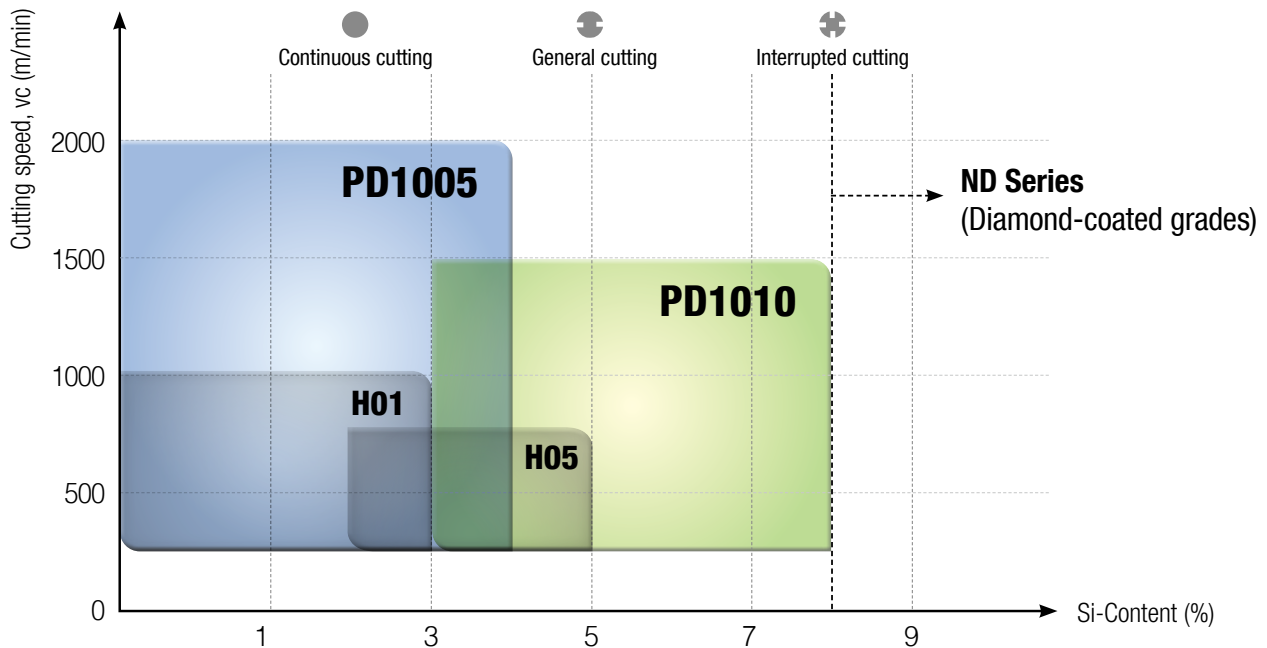 Cutting speed, vc (m/min)
Continuous cutting
General cutting
Interrupted cutting
2000
1500
1000
500
0
PD1005
PD1010
H01
H05
ND Series
(Diamond-coated grades)
1
3
5
7
9
Si-Content (%)